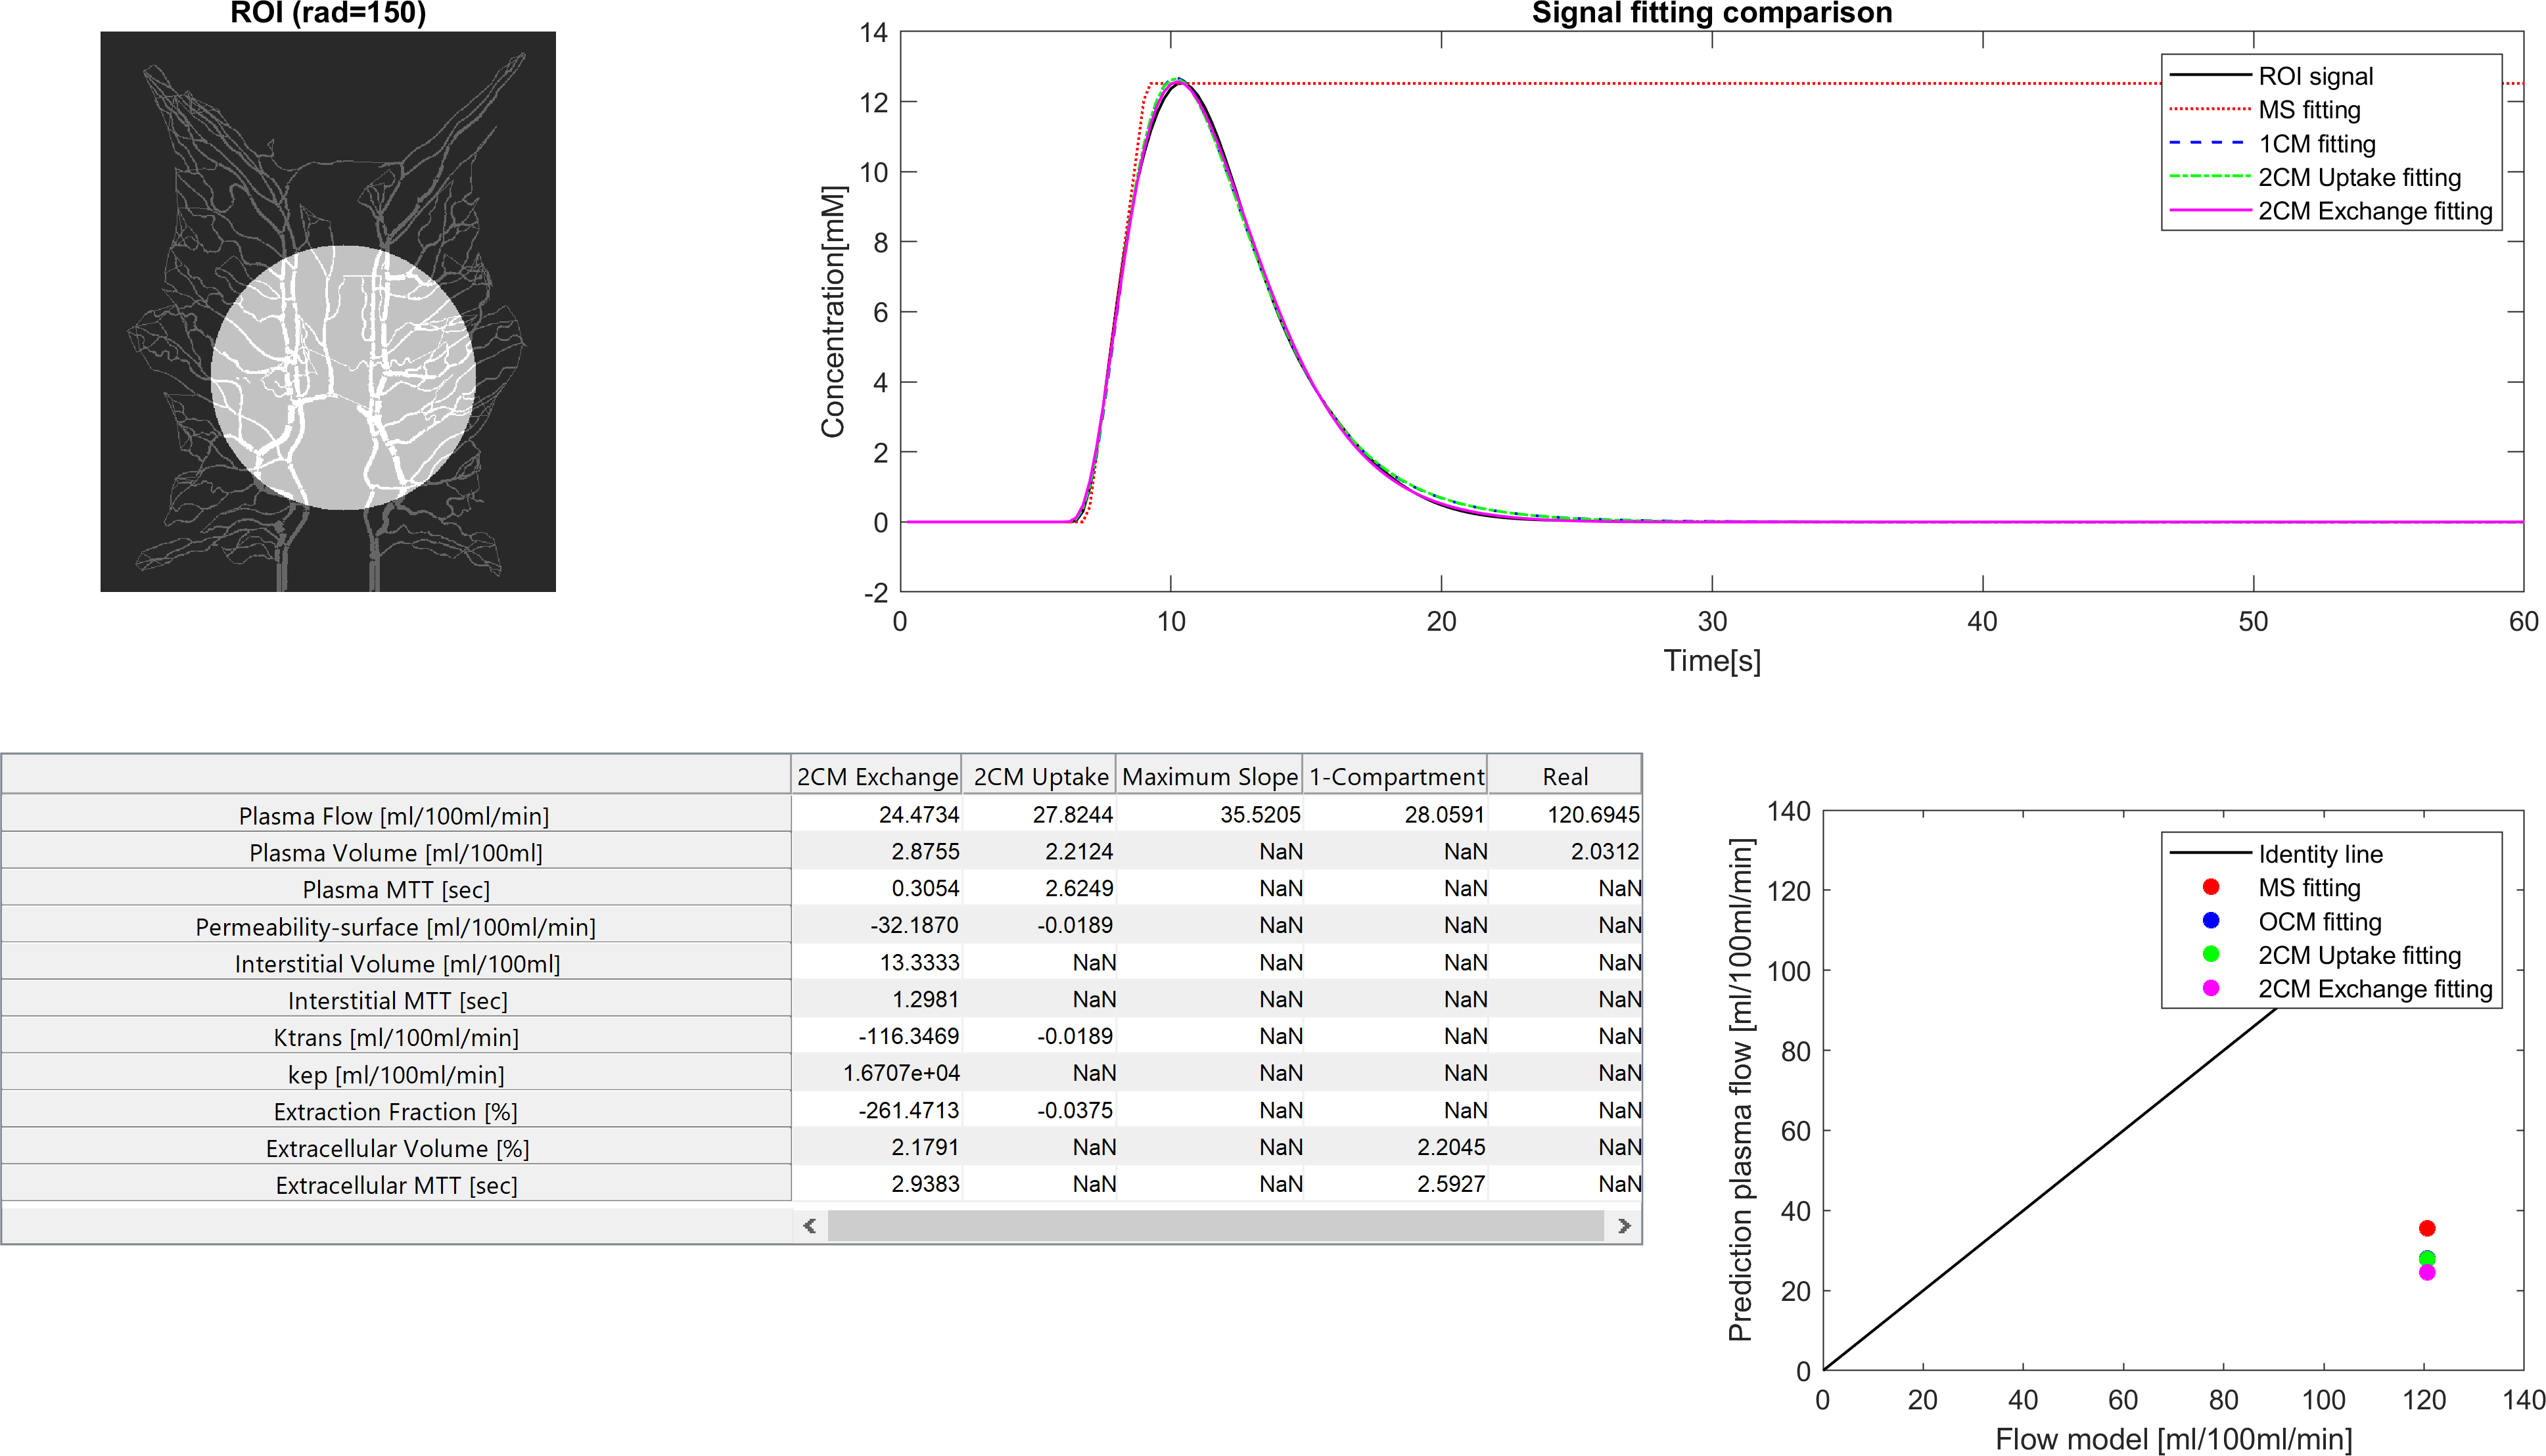 ROI (rad=150)
Signal fitting comparison
14
12
10
8
6
4
2
0
-2
Concentration[mM]
0 10 20 30 40 50 60
Time[s]
ROI signal
MS fitting
1CM fitting
2CM Uptake fitting
2CM Exchange fitting
2CM Exchange 2CM Uptake Maximum Slope 1-Compartment Real
Plasma Flow [ml/100ml/min] 24.4734 27.8244 35.5205 28.0591 120.6945
Plasma Volume [ml/100ml] 2.8755 2.2124 NaN NaN 2.0312
Plasma MTT [sec] 0.3054 2.6249 NaN NaN NaN
Permeability-surface [ml/100ml/min] -32.1870 -0.0189 NaN NaN NaN
Interstitial Volume [ml/100ml] 13.3333 NaN NaN NaN NaN
Interstitial MTT [sec] 1.2981 NaN NaN NaN NaN
Ktrans [ml/100ml/min] -116.3469 -0.0189 NaN NaN NaN
kep [ml/100ml/min] 1.6707e+04 NaN NaN NaN NaN
Extraction Fraction [%] -261.4713 -0.0375 NaN NaN NaN
Extracellular Volume [%] 2.1791 NaN NaN 2.2045 NaN
Extracellular MTT [sec] 2.9383 NaN NaN 2.5927 NaN
140
120
100
80
60
40
20
0
Prediction plasma flow [ml/100ml/min]
0 20 40 60 80 100 120 140
Flow model [ml/100ml/min]
Identity line
MS fitting
OCM fitting
2CM Uptake fitting
2CM Exchange fitting